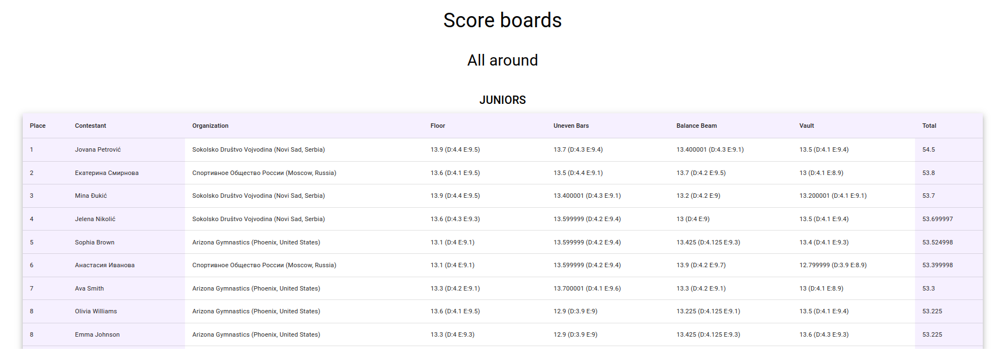 Score boards
All around
JUNIORS
Place Contestant Organization Floor Uneven Bars Balance Beam Vault Total
1 Jovana Petrović Sokolsko Društvo Vojvodina (Novi Sad, Serbia) 13.9 (D:4.4 E:9.5) 13.7 (D:4.3 E:9.4) 13.400001 (D:4.3 E:9.1) 13.5 (D:4.1 E:9.4) 54.5
2 Екатерина Смирнова Спортивное Общество России (Moscow, Russia) 13.6 (D:4.1 E:9.5) 13.5 (D:4.4 E:9.1) 13.7 (D:4.2 E:9.5) 13 (D:4.1 E:8.9) 53.8
3 Mina Đukić Sokolsko Društvo Vojvodina (Novi Sad, Serbia) 13.9 (D:4.4 E:9.5) 13.400001 (D:4.3 E:9.1) 13.2 (D:4.2 E:9) 13.200001 (D:4.1 E:9.1) 53.7
4 Jelena Nikolić Sokolsko Društvo Vojvodina (Novi Sad, Serbia) 13.6 (D:4.3 E:9.3) 13.599999 (D:4.2 E:9.4) 13 (D:4 E:9) 13.5 (D:4.1 E:9.4) 53.699997
5 Sophia Brown Arizona Gymnastics (Phoenix, United States) 13.1 (D:4 E:9.1) 13.599999 (D:4.2 E:9.4) 13.425 (D:4.125 E:9.3) 13.4 (D:4.1 E:9.3) 53.524998
6 Анастасия Иванова Спортивное Общество России (Moscow, Russia) 13.1 (D:4 E:9.1) 13.599999 (D:4.2 E:9.4) 13.9 (D:4.2 E:9.7) 12.799999 (D:3.9 E:8.9) 53.399998
7 Ava Smith Arizona Gymnastics (Phoenix, United States) 13.3 (D:4.2 E:9.1) 13.700001 (D:4.1 E:9.6) 13.3 (D:4.2 E:9.1) 13 (D:4.1 E:8.9) 53.3
8 Olivia Williams Arizona Gymnastics (Phoenix, United States) 13.6 (D:4.1 E:9.5) 12.9 (D:3.9 E:9) 13.225 (D:4.125 E:9.1) 13.5 (D:4.1 E:9.4) 53.225
8 Emma Johnson Arizona Gymnastics (Phoenix, United States) 13.3 (D:4 E:9.3) 12.9 (D:3.9 E:9) 13.425 (D:4.125 E:9.3) 13.6 (D:4.3 E:9.3) 53.225